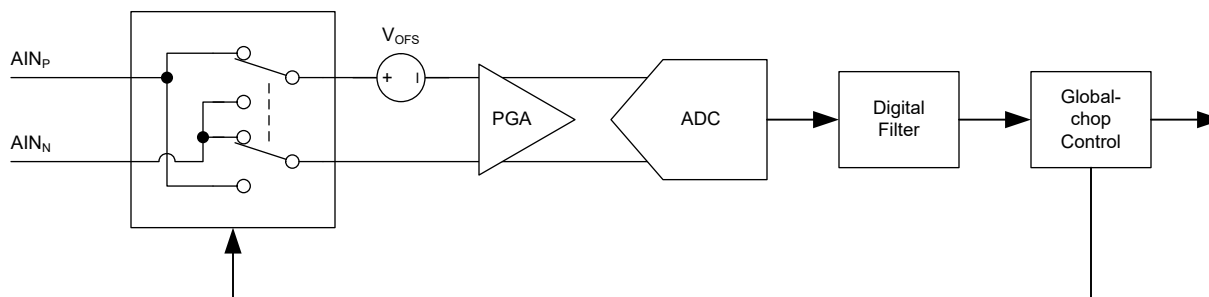 AINP
AINN
VOFS
+
–
PGA
ADC
Digital
Filter
Global-
chop
Control